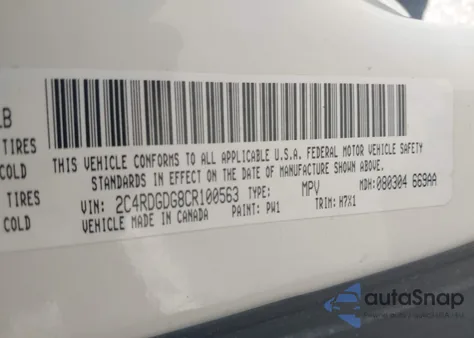 LB
TIRES
COLD
TIRES
COLD
THIS VEHICLE CONFORMS TO ALL APPLICABLE U.S.A. FEDERAL MOTOR VEHICLE SAFETY
STANDARDS IN EFFECT ON THE DATE OF MANUFACTURE SHOWN ABOVE.
VIN: 2C4RDGDG8CR100563 TYPE: MPV MDH: 080304 669AA
VEHICLE MADE IN CANADA PAINT: PW1 TRIM: H7X1
autoSnap